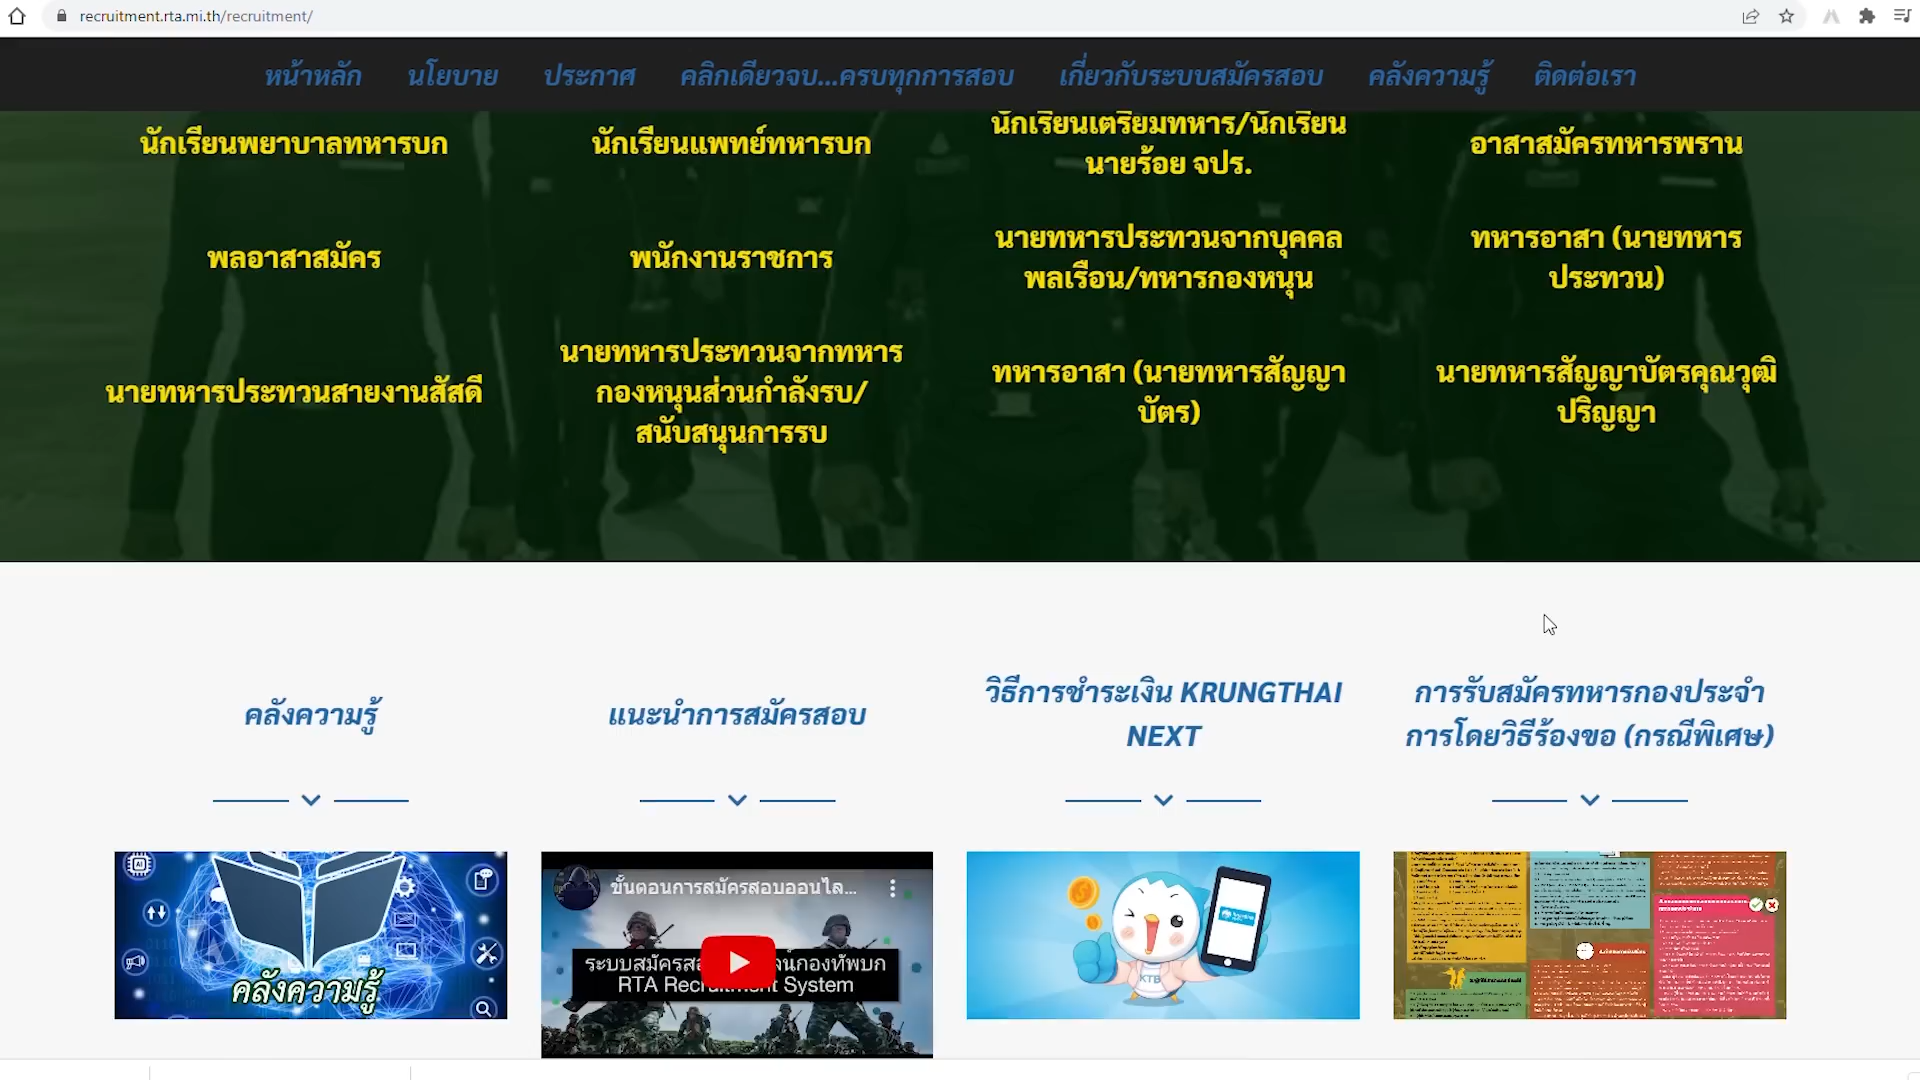 recruitment.rta.mi.th/recruitment/
หน้าหลัก นโยบาย ประกาศ คลิกเดียวจบ...ครบทุกการสอบ เกี่ยวกับระบบสมัครสอบ คลังความรู้ ติดต่อเรา
นักเรียนพยาบาลทหารบก
นักเรียนแพทย์ทหารบก
นักเรียนเตรียมทหาร/นักเรียน
นายร้อย จปร.
อาสาสมัครทหารพราน
พลอาสาสมัคร
พนักงานราชการ
นายทหารประทวนจากบุคคล
พลเรือน/ทหารกองหนุน
ทหารอาสา (นายทหาร
ประทวน)
นายทหารประทวนสายงานสัสดี
นายทหารประทวนจากทหาร
กองหนุนส่วนกำลังรบ/
สนับสนุนการรบ
ทหารอาสา (นายทหารสัญญา
บัตร)
นายทหารสัญญาบัตรคุณวุฒิ
ปริญญา
คลังความรู้
แนะนำการสมัครสอบ
วิธีการชำระเงิน KRUNGTHAI
NEXT
การรับสมัครทหารกองประจำ
การโดยวิธีร้องขอ (กรณีพิเศษ)
AI
คลังความรู้
ขั้นตอนการสมัครสอบออนไล...
ระบบสมัครส
นกองทัพบก
RTA Recruitment System
KTB